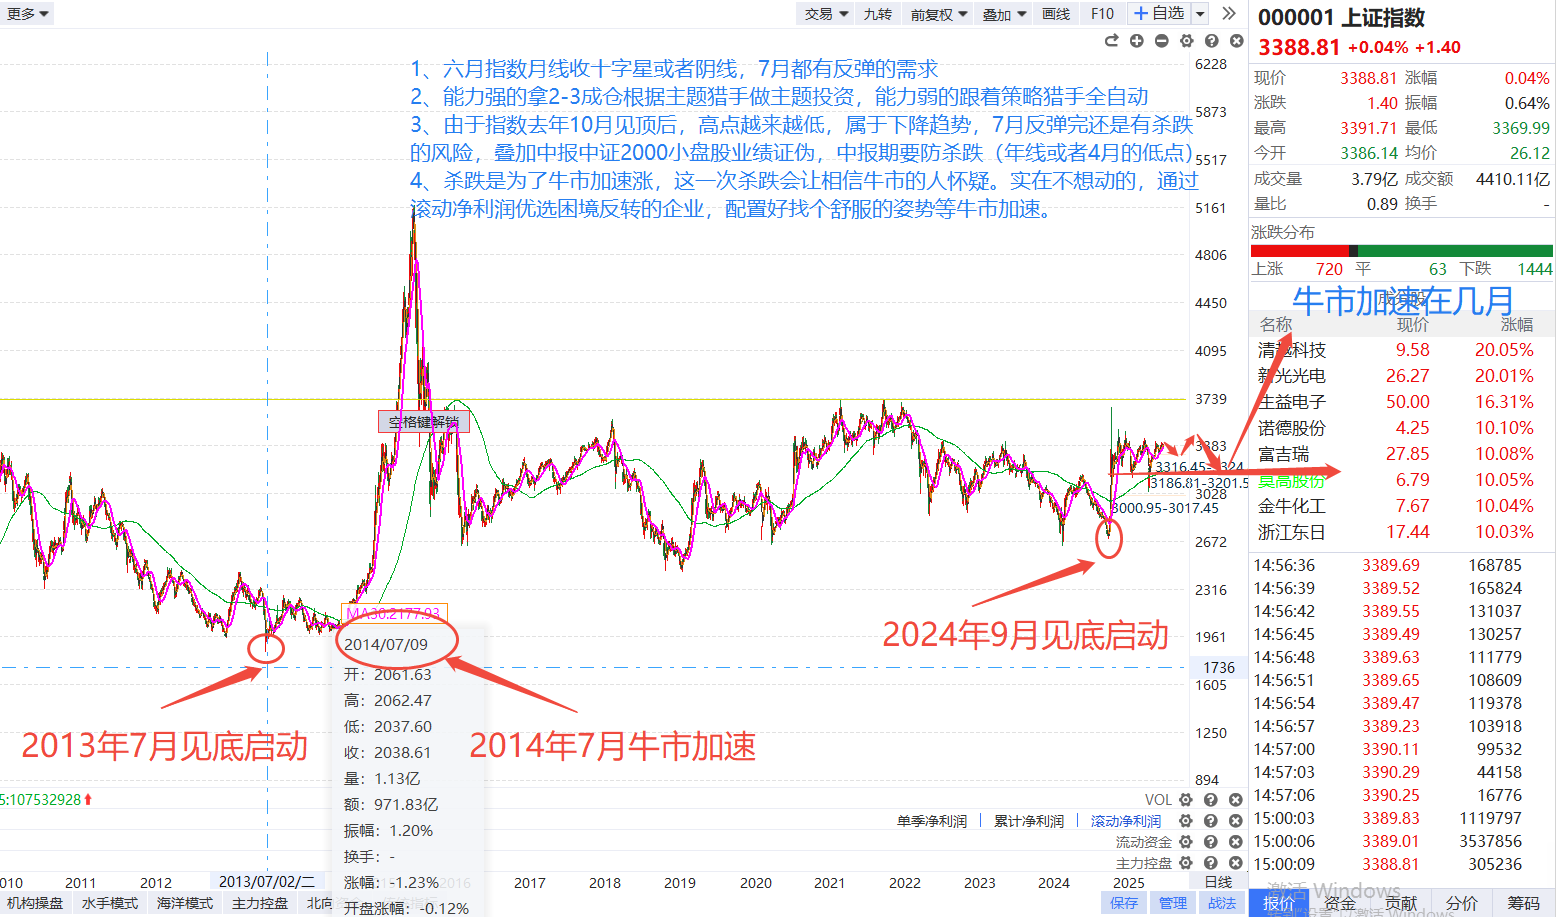 更多
交易 九转 前复权 叠加 画线 F10 自选
000001 上证指数
3388.81 +0.04% +1.40
现价 3388.81 涨幅 0.04%
涨跌 1.40 振幅 0.64%
最高 3391.71 最低 3369.99
今开 3386.14 均价 26.12
成交量 3.79亿 成交额 4410.11亿
量比 0.89 换手 -
涨跌分布
上涨 720 平 63 下跌 1444
1、六月指数月线收十字星或者阴线，7月都有反弹的需求
2、能力强的拿2-3成仓根据主题猎手做主题投资，能力弱的跟着策略猎手全自动
3、由于指数去年10月见顶后，高点越来越低，属于下降趋势，7月反弹完还是有杀跌
的风险，叠加中报中证2000小盘股业绩证伪，中报期要防杀跌（年线或者4月的低点）
4、杀跌是为了牛市加速涨，这一次杀跌会让相信牛市的人怀疑。实在不想动的，通过
滚动净利润优选困境反转的企业，配置好找个舒服的姿势等牛市加速。
6228
5873
5517
5161
4806
4450
4095
3739
3383
3028
2672
2316
1961
1736
1605
1250
894
牛市加速在几月
名称 现价 涨幅
清越科技 9.58 20.05%
新光光电 26.27 20.01%
生益电子 50.00 16.31%
诺德股份 4.25 10.10%
富吉瑞 27.85 10.08%
莫高股份 6.79 10.05%
金牛化工 7.67 10.04%
浙江东日 17.44 10.03%
空格键解锁
3316.45-3324
3186.81-3201.5
3000.95-3017.45
2024年9月见底启动
MA30:2177.93
2014/07/09
开：2061.63
高：2062.47
低：2037.60
收：2038.61
量：1.13亿
额：971.83亿
振幅：1.20%
换手：-
涨幅：-1.23%
开盘涨幅：-0.12%
2013年7月见底启动
2014年7月牛市加速
14:56:36 3389.69 168785
14:56:39 3389.52 165824
14:56:42 3389.55 131037
14:56:45 3389.49 130257
14:56:48 3389.63 111779
14:56:51 3389.65 108609
14:56:54 3389.47 119378
14:56:57 3389.23 103918
14:57:00 3390.11 99532
14:57:03 3390.29 44158
14:57:06 3390.25 16776
15:00:03 3389.83 1119797
15:00:06 3389.01 3537856
15:00:09 3388.81 305236
5:107532928
VOL
单季净利润 累计净利润 滚动净利润
流动资金
主力控盘
010 2011 2012 2013/07/02/二 2016 2017 2018 2019 2020 2021 2022 2023 2024 2025 日线
机构操盘 水手模式 海洋模式 主力控盘 北向
保存 管理 战法
报价 资金 贡献 分价 筹码
激活 Windows